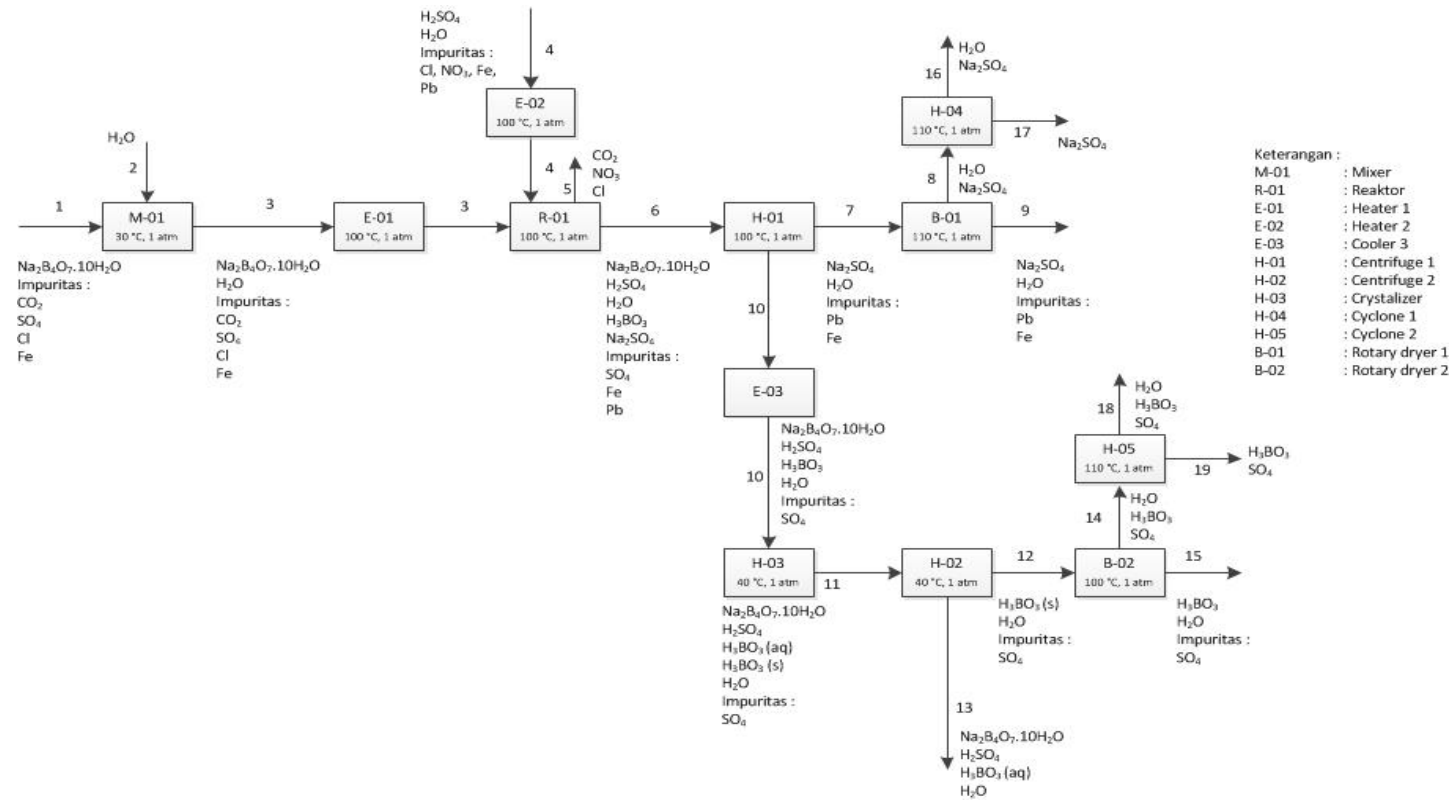 H₂SO₄
H₂O
Impuritas :
Cl, NO₃, Fe,
Pb
4
E-02
100 °C, 1 atm
4
H₂O
2
1
M-01
30 °C, 1 atm
3
E-01
100 °C, 1 atm
3
R-01
100 °C, 1 atm
5
CO₂
NO₃
Cl
6
H-01
100 °C, 1 atm
7
B-01
110 °C, 1 atm
9
8
H₂O
Na₂SO₄
H-04
110 °C, 1 atm
16
H₂O
Na₂SO₄
17
Na₂SO₄
Na₂B₄O₇.10H₂O
Impuritas :
CO₂
SO₄
Cl
Fe
Na₂B₄O₇.10H₂O
H₂O
Impuritas :
CO₂
SO₄
Cl
Fe
Na₂B₄O₇.10H₂O
H₂SO₄
H₂O
H₃BO₃
Na₂SO₄
Impuritas :
SO₄
Fe
Pb
Na₂SO₄
H₂O
Impuritas :
Pb
Fe
Na₂SO₄
H₂O
Impuritas :
Pb
Fe
10
E-03
Na₂B₄O₇.10H₂O
H₂SO₄
H₃BO₃
H₂O
Impuritas :
SO₄
10
H-03
40 °C, 1 atm
11
H-02
40 °C, 1 atm
12
B-02
100 °C, 1 atm
15
14
H₂O
H₃BO₃
SO₄
H-05
110 °C, 1 atm
18
H₂O
H₃BO₃
SO₄
19
H₃BO₃
SO₄
Na₂B₄O₇.10H₂O
H₂SO₄
H₃BO₃ (aq)
H₃BO₃ (s)
H₂O
Impuritas :
SO₄
H₃BO₃ (s)
H₂O
Impuritas :
SO₄
H₃BO₃
H₂O
Impuritas :
SO₄
13
Na₂B₄O₇.10H₂O
H₂SO₄
H₃BO₃ (aq)
H₂O
Keterangan :
M-01 : Mixer
R-01 : Reaktor
E-01 : Heater 1
E-02 : Heater 2
E-03 : Cooler 3
H-01 : Centrifuge 1
H-02 : Centrifuge 2
H-03 : Crystalizer
H-04 : Cyclone 1
H-05 : Cyclone 2
B-01 : Rotary dryer 1
B-02 : Rotary dryer 2